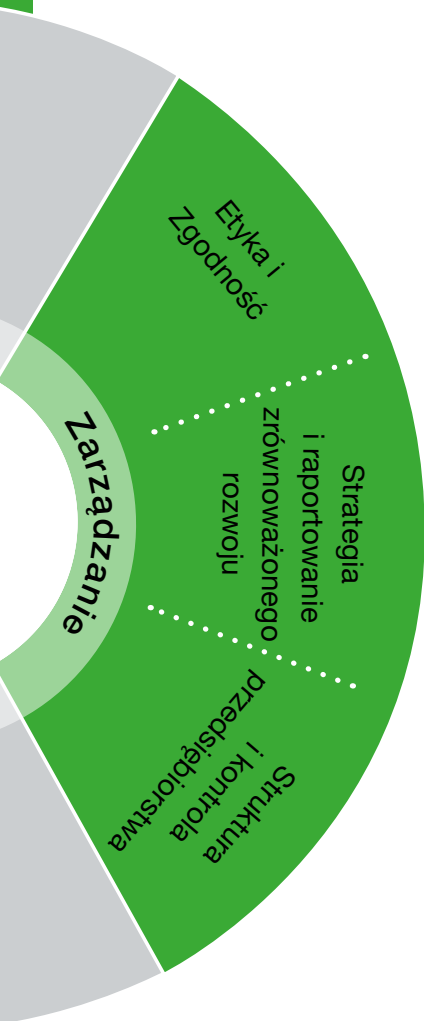 Etyka i
Zgodność
Zarządzanie
Strategia
i raportowanie
zrównoważonego
rozwoju
Struktura
i kontrola
przedsiębiorstwa